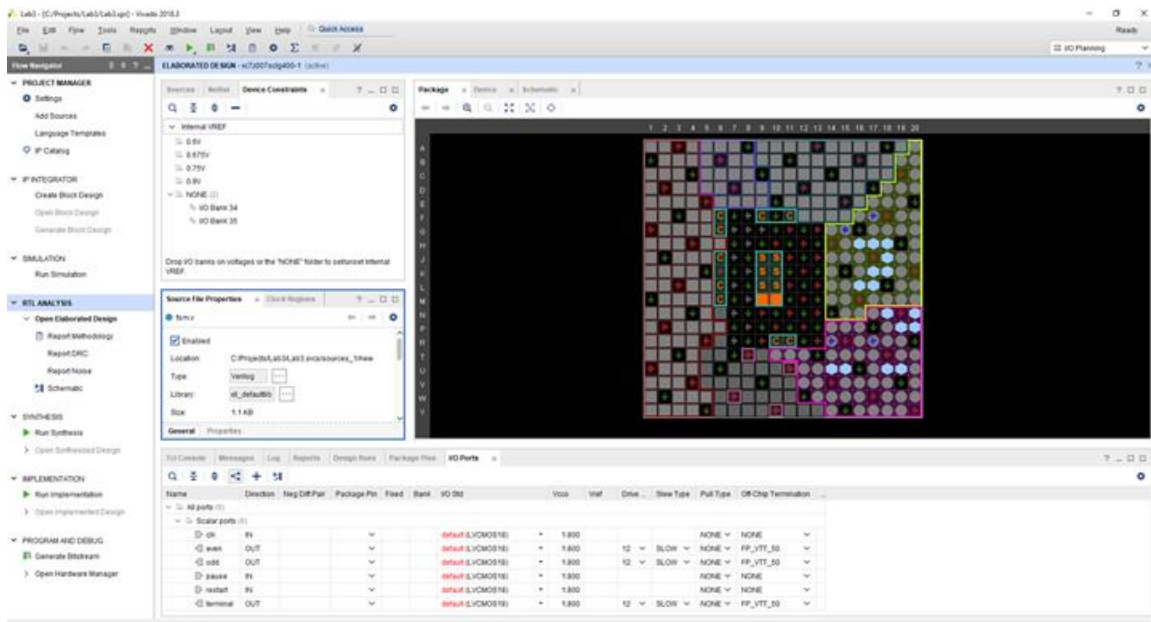 Lab3 - [C:/Projects/Lab3/Lab3.xpr] - Vivado 2018.3
File Edit Flow Tools Reports Window Layout View Help Quick Access
Ready
I/O Planning
Flow Navigator
PROJECT MANAGER
Settings
Add Sources
Language Templates
IP Catalog
IP INTEGRATOR
Create Block Design
Open Block Design
Generate Block Design
SIMULATION
Run Simulation
RTL ANALYSIS
Open Elaborated Design
Report Methodology
Report DRC
Report Noise
Schematic
SYNTHESIS
Run Synthesis
Open Synthesized Design
IMPLEMENTATION
Run Implementation
Open Implemented Design
PROGRAM AND DEBUG
Generate Bitstream
Open Hardware Manager
ELABORATED DESIGN - xc7z007sclg400-1 (active)
Sources Netlist Device Constraints
Internal VREF
0.6V
0.675V
0.75V
0.9V
NONE (2)
I/O Bank 34
I/O Bank 35
Drop I/O banks on voltages or the "NONE" folder to set/unset Internal
VREF.
Source File Properties Clock Regions
fsm.v
Enabled
Location: C:/Projects/Lab3/Lab3.srcs/sources_1/new
Type: Verilog
Library: xil_defaultlib
Size: 1.1 KB
General Properties
Package Device Schematic
1 2 3 4 5 6 7 8 9 10 11 12 13 14 15 16 17 18 19 20
A
B
C
D
E
F
G
H
J
K
L
M
N
P
R
T
U
V
W
Y
Tcl Console Messages Log Reports Design Runs Package Pins I/O Ports
Name Direction Neg Diff Pair Package Pin Fixed Bank I/O Std Vcco Vref Drive... Slew Type Pull Type Off-Chip Termination
All ports (6)
Scalar ports (6)
clk IN default (LVCMOS18) 1.800 NONE NONE
even OUT default (LVCMOS18) 1.800 12 SLOW NONE FP_VTT_50
odd OUT default (LVCMOS18) 1.800 12 SLOW NONE FP_VTT_50
pause IN default (LVCMOS18) 1.800 NONE NONE
restart IN default (LVCMOS18) 1.800 NONE NONE
terminal OUT default (LVCMOS18) 1.800 12 SLOW NONE FP_VTT_50